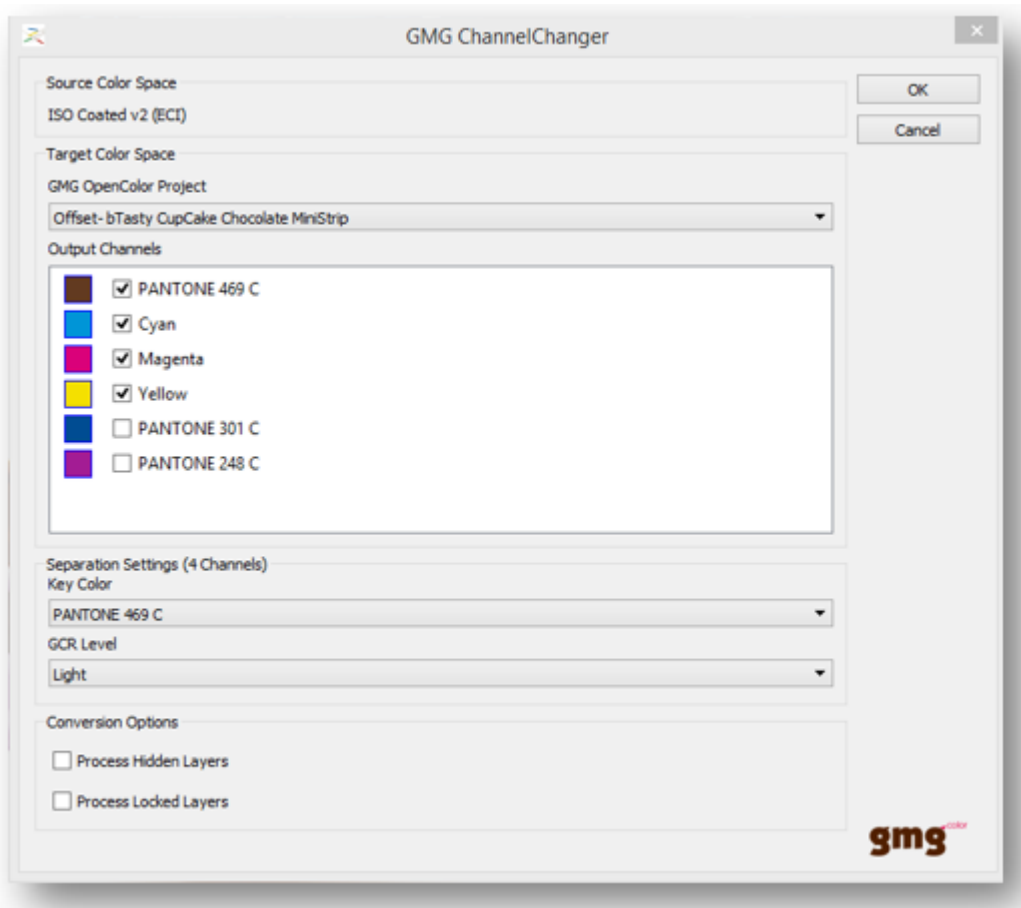 GMG ChannelChanger
Source Color Space
ISO Coated v2 (ECI)
OK
Cancel
Target Color Space
GMG OpenColor Project
Offset- bTasty CupCake Chocolate MiniStrip
Output Channels
PANTONE 469 C
Cyan
Magenta
Yellow
PANTONE 301 C
PANTONE 248 C
Separation Settings (4 Channels)
Key Color
PANTONE 469 C
GCR Level
Light
Conversion Options
Process Hidden Layers
Process Locked Layers
gmg color